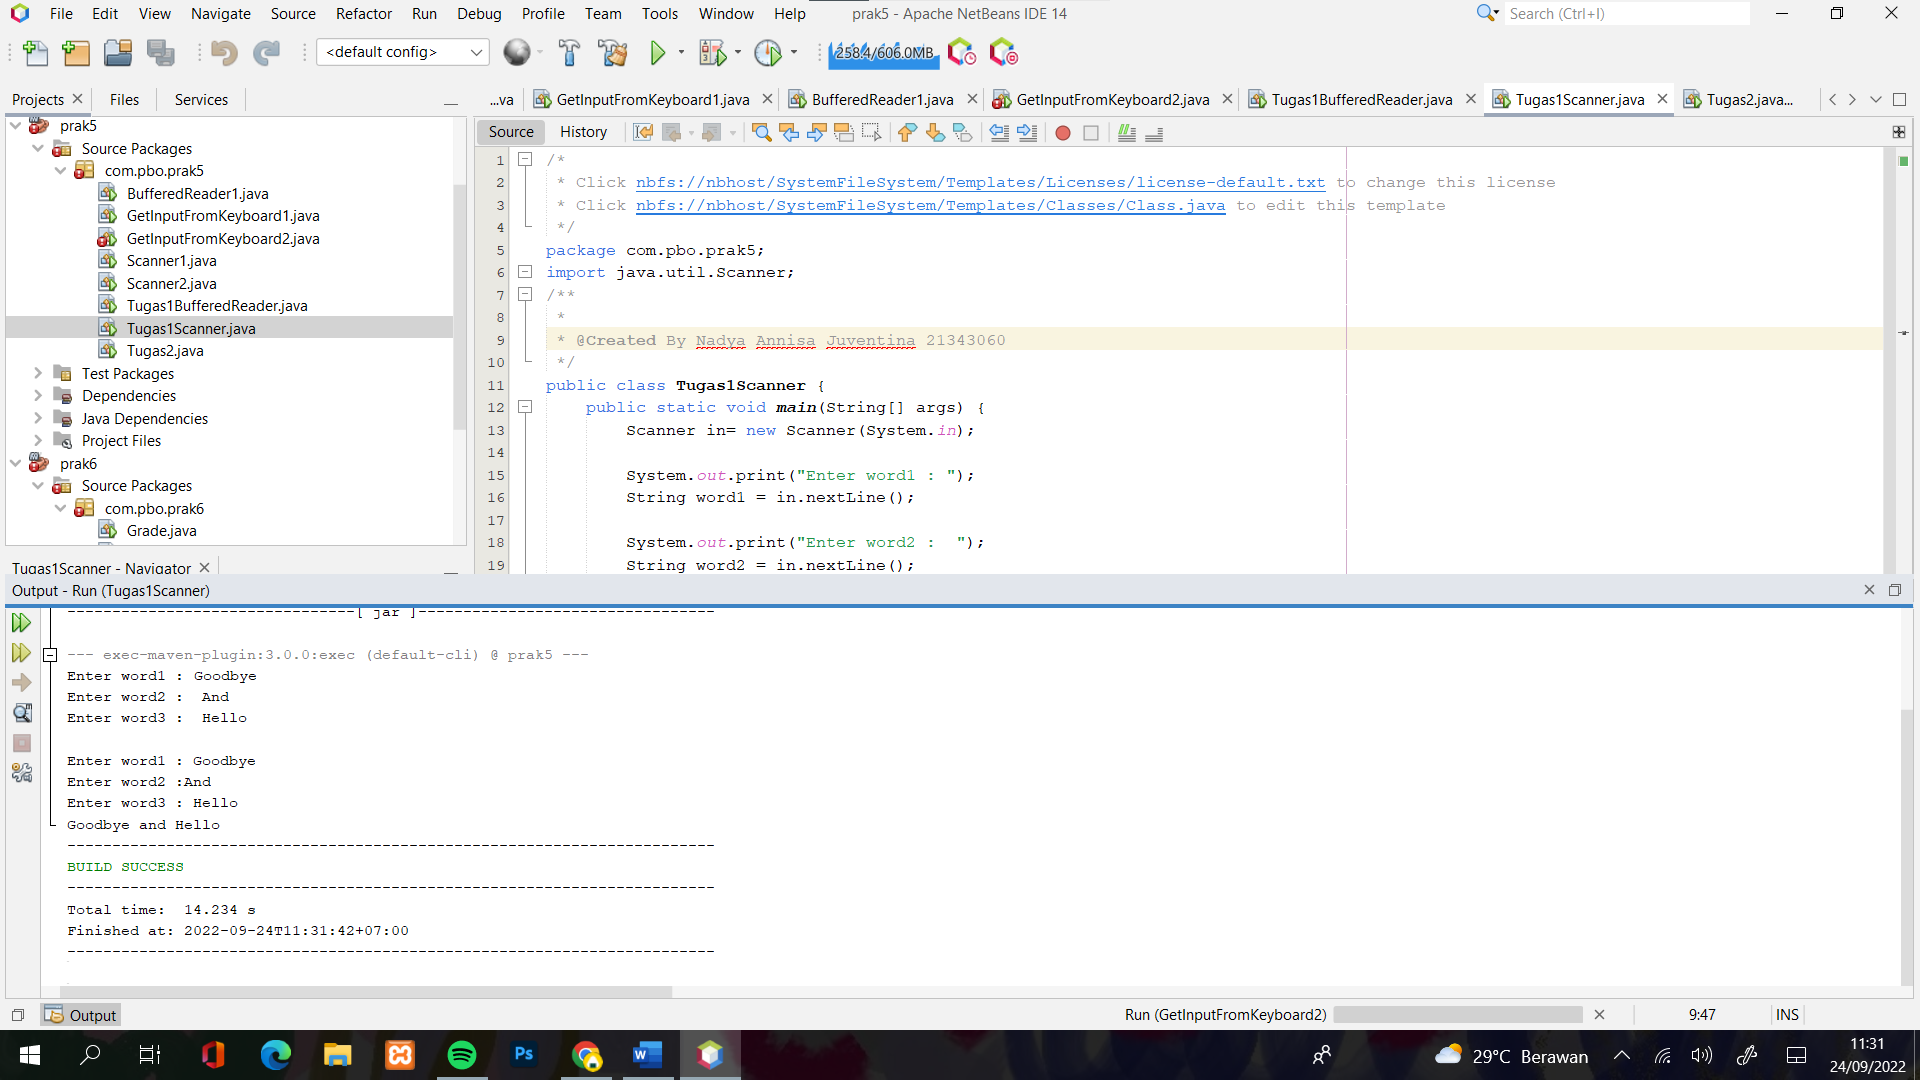 File Edit View Navigate Source Refactor Run Debug Profile Team Tools Window Help prak5 - Apache NetBeans IDE 14 Search (Ctrl+I)
<default config> 258.4/606.0MB
Projects Files Services
...va GetInputFromKeyboard1.java BufferedReader1.java GetInputFromKeyboard2.java Tugas1BufferedReader.java Tugas1Scanner.java Tugas2.java...
prak5
Source Packages
com.pbo.prak5
BufferedReader1.java
GetInputFromKeyboard1.java
GetInputFromKeyboard2.java
Scanner1.java
Scanner2.java
Tugas1BufferedReader.java
Tugas1Scanner.java
Tugas2.java
Test Packages
Dependencies
Java Dependencies
Project Files
prak6
Source Packages
com.pbo.prak6
Grade.java
Tugas1Scanner - Navigator
Source History
1 /*
2 * Click nbfs://nbhost/SystemFileSystem/Templates/Licenses/license-default.txt to change this license
3 * Click nbfs://nbhost/SystemFileSystem/Templates/Classes/Class.java to edit this template
4 */
5 package com.pbo.prak5;
6 import java.util.Scanner;
7 /**
8 *
9 * @Created By Nadya Annisa Juventina 21343060
10 */
11 public class Tugas1Scanner {
12 public static void main(String[] args) {
13 Scanner in= new Scanner(System.in);
14
15 System.out.print("Enter word1 : ");
16 String word1 = in.nextLine();
17
18 System.out.print("Enter word2 :  ");
19 String word2 = in.nextLine();
Output - Run (Tugas1Scanner)
--------------------------------[ jar ]---------------------------------
--- exec-maven-plugin:3.0.0:exec (default-cli) @ prak5 ---
Enter word1 : Goodbye
Enter word2 :  And
Enter word3 :  Hello
Enter word1 : Goodbye
Enter word2 :And
Enter word3 : Hello
Goodbye and Hello
------------------------------------------------------------------------
BUILD SUCCESS
------------------------------------------------------------------------
Total time:  14.234 s
Finished at: 2022-09-24T11:31:42+07:00
------------------------------------------------------------------------
Output Run (GetInputFromKeyboard2) 9:47 INS
29°C Berawan 11:31
24/09/2022